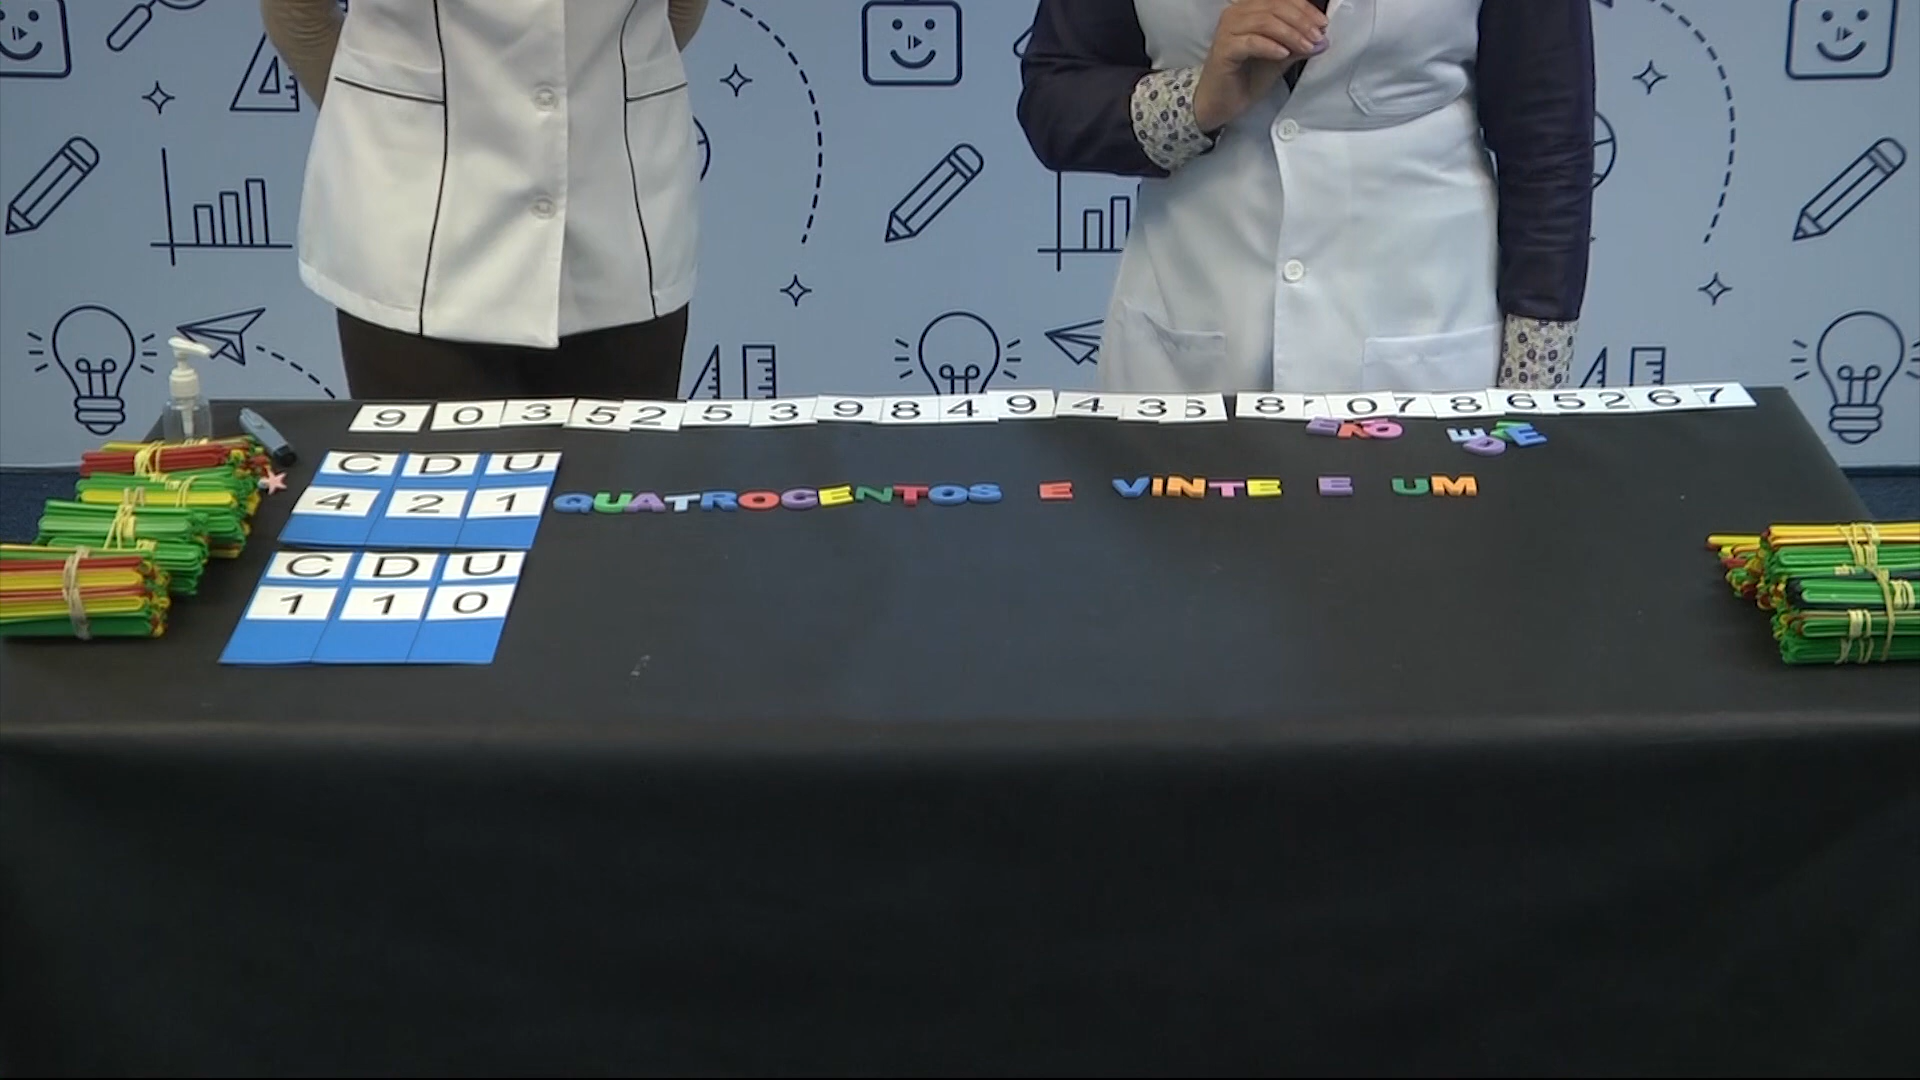 9 0 3 5 2 5 3 9 8 4 9 4 3 8 0 7 8 6 5 2 6 7
C D U
4 2 1
QUATROCENTOS E VINTE E UM
C D U
1 1 0